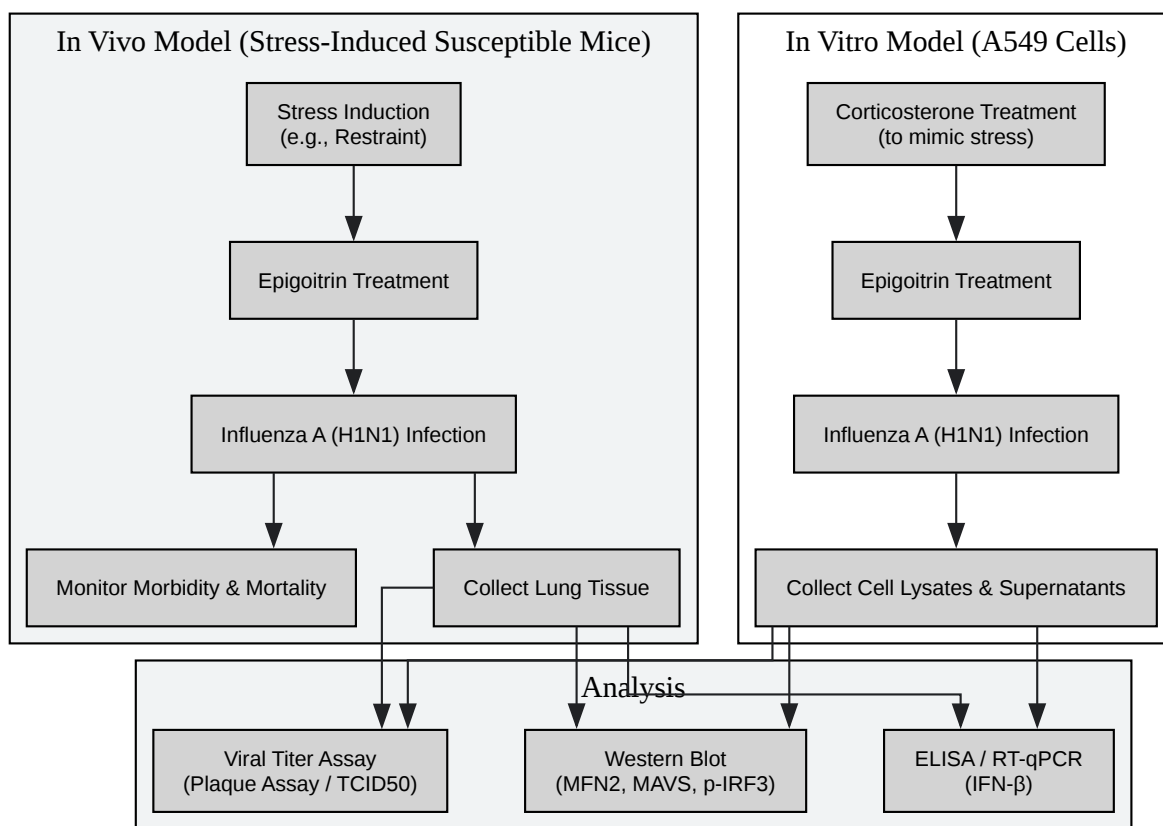 In Vivo Model (Stress-Induced Susceptible Mice)
Stress Induction
(e.g., Restraint)
Epigoitrin Treatment
Influenza A (H1N1) Infection
Monitor Morbidity & Mortality
Collect Lung Tissue
In Vitro Model (A549 Cells)
Corticosterone Treatment
(to mimic stress)
Epigoitrin Treatment
Influenza A (H1N1) Infection
Collect Cell Lysates & Supernatants
Analysis
Viral Titer Assay
(Plaque Assay / TCID50)
Western Blot
(MFN2, MAVS, p-IRF3)
ELISA / RT-qPCR
(IFN-β)